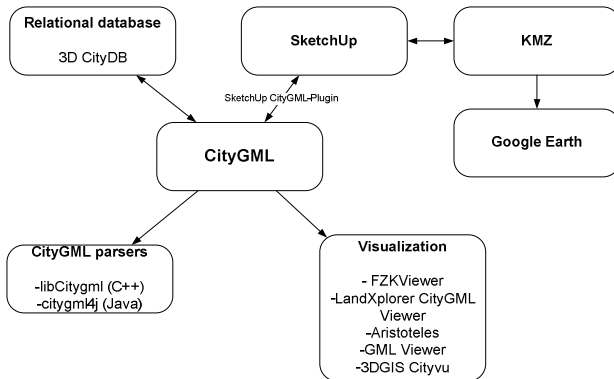 Relational database
3D CityDB
SketchUp
KMZ
SketchUp CityGML-Plugin
Google Earth
CityGML
CityGML parsers
-libCitygml (C++)
-citygml4j (Java)
Visualization
- FZKViewer
-LandXplorer CityGML
Viewer
-Aristoteles
-GML Viewer
-3DGIS Cityvu